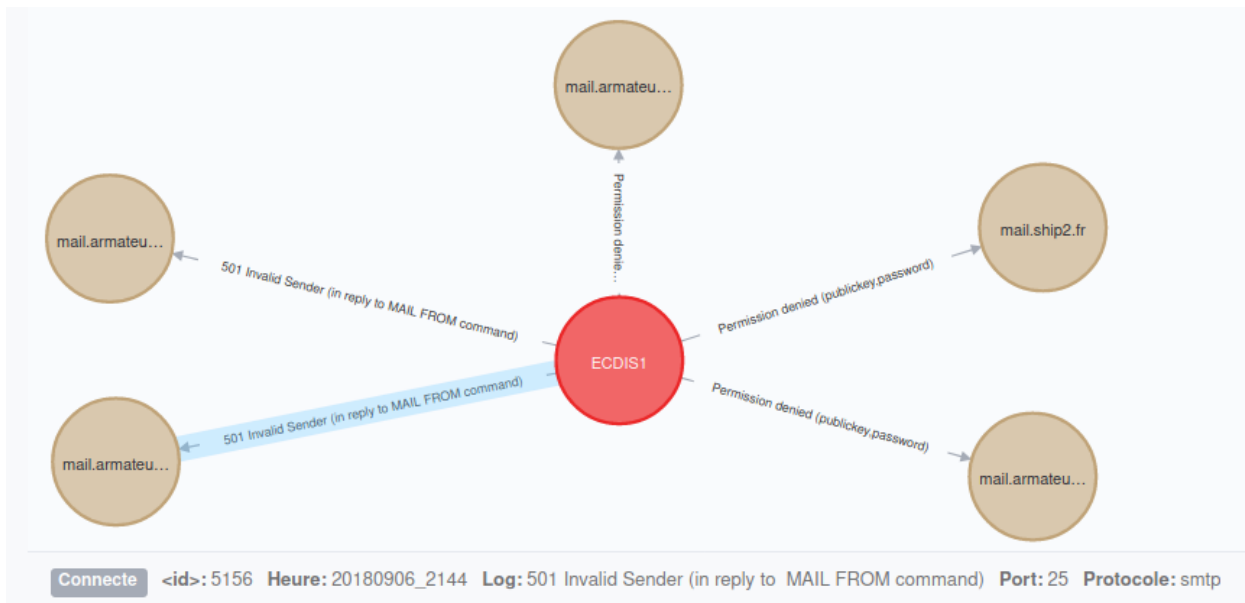 mail.armateu…
mail.armateu…
Permission denie…
mail.ship2.fr
501 Invalid Sender (in reply to MAIL FROM command)
Permission denied (publickey,password)
ECDIS1
501 Invalid Sender (in reply to MAIL FROM command)
Permission denied (publickey,password)
mail.armateu…
mail.armateu…
Connecte <id>: 5156 Heure: 20180906_2144 Log: 501 Invalid Sender (in reply to MAIL FROM command) Port: 25 Protocole: smtp